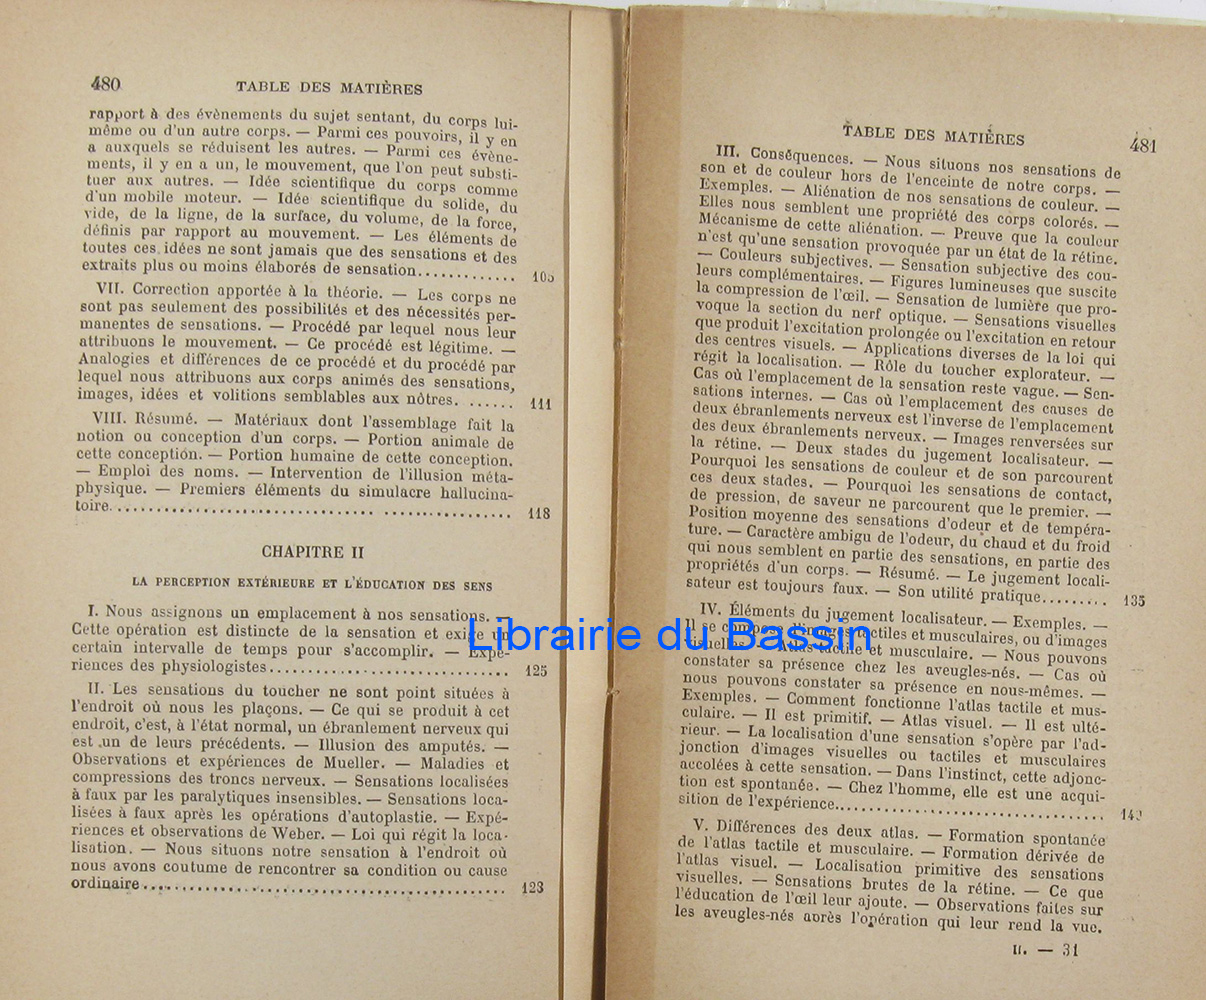 480 TABLE DES MATIÈRES
rapport à des évènements du sujet sentant, du corps lui-
même ou d'un autre corps. — Parmi ces pouvoirs, il y en
a auxquels se réduisent les autres. — Parmi ces évène-
ments, il y en a un, le mouvement, que l'on peut substi-
tuer aux autres. — Idée scientifique du corps comme
d'un mobile moteur. — Idée scientifique du solide, du
vide, de la ligne, de la surface, du volume, de la force,
définis par rapport au mouvement. — Les éléments de
toutes ces idées ne sont jamais que des sensations et des
extraits plus ou moins élaborés de sensation.............
VII. Correction apportée à la théorie. — Les corps ne
sont pas seulement des possibilités et des nécessités per-
manentes de sensations. — Procédé par lequel nous leur
attribuons le mouvement. — Ce procédé est légitime. —
Analogies et différences de ce procédé et du procédé par
lequel nous attribuons aux corps animés des sensations,
images, idées et volitions semblables aux nôtres. ...... 111
VIII. Résumé. — Matériaux dont l'assemblage fait la
notion ou conception d'un corps. — Portion animale de
cette conception. — Portion humaine de cette conception.
— Emploi des noms. — Intervention de l'illusion méta-
physique. — Premiers éléments du simulacre hallucina-
toire.................................................. 118
CHAPITRE II
LA PERCEPTION EXTÉRIEURE ET L'ÉDUCATION DES SENS
I. Nous assignons un emplacement à nos sensations. —
Cette opération est distincte de la sensation et exige un
certain intervalle de temps pour s'accomplir. — Expé-
riences des physiologistes............................... 125
II. Les sensations du toucher ne sont point situées à
l'endroit où nous les plaçons. — Ce qui se produit à cet
endroit, c'est, à l'état normal, un ébranlement nerveux qui
est un de leurs précédents. — Illusion des amputés. —
Observations et expériences de Mueller. — Maladies et
compressions des troncs nerveux. — Sensations localisées
à faux par les paralytiques insensibles. — Sensations loca-
lisées à faux après les opérations d'autoplastie. — Expé-
riences et observations de Weber. — Loi qui régit la loca-
lisation. — Nous situons notre sensation à l'endroit où
nous avons coutume de rencontrer sa condition ou cause
ordinaire................................................ 123
TABLE DES MATIÈRES 481
III. Conséquences. — Nous situons nos sensations de
son et de couleur hors de l'enceinte de notre corps. —
Exemples. — Aliénation de nos sensations de couleur. —
Elles nous semblent une propriété des corps colorés. —
Mécanisme de cette aliénation. — Preuve que la couleur
n'est qu'une sensation provoquée par un état de la rétine.
— Couleurs subjectives. — Sensation subjective des cou-
leurs complémentaires. — Figures lumineuses que suscite
la compression de l'œil. — Sensation de lumière que pro-
voque la section du nerf optique. — Sensations visuelles
que produit l'excitation prolongée ou l'excitation en retour
des centres visuels. — Applications diverses de la loi qui
régit la localisation. — Rôle du toucher explorateur. —
Cas où l'emplacement de la sensation reste vague. — Sen-
sations internes. — Cas où l'emplacement des causes de
deux ébranlements nerveux est l'inverse de l'emplacement
des deux ébranlements nerveux. — Images renversées sur
la rétine. — Deux stades du jugement localisateur. —
Pourquoi les sensations de couleur et de son parcourent
ces deux stades. — Pourquoi les sensations de contact,
de pression, de saveur ne parcourent que le premier. —
Position moyenne des sensations d'odeur et de tempéra-
ture. — Caractère ambigu de l'odeur, du chaud et du froid
qui nous semblent en partie des sensations, en partie des
propriétés d'un corps. — Résumé. — Le jugement locali-
sateur est toujours faux. — Son utilité pratique......... 135
IV. Éléments du jugement localisateur. — Exemples. —
Il se compose d'images tactiles et musculaires, ou d'images
visuelles. — Atlas tactile et musculaire. — Nous pouvons
constater sa présence chez les aveugles-nés. — Cas où
nous pouvons constater sa présence en nous-mêmes. —
Exemples. — Comment fonctionne l'atlas tactile et mus-
culaire. — Il est primitif. — Atlas visuel. — Il est ulté-
rieur. — La localisation d'une sensation s'opère par l'ad-
jonction d'images visuelles ou tactiles et musculaires
accolées à cette sensation. — Dans l'instinct, cette adjonc-
tion est spontanée. — Chez l'homme, elle est une acqui-
sition de l'expérience...................................
V. Différences des deux atlas. — Formation spontanée
de l'atlas tactile et musculaire. — Formation dérivée de
l'atlas visuel. — Localisation primitive des sensations
visuelles. — Sensations brutes de la rétine. — Ce que
l'éducation de l'œil leur ajoute. — Observations faites sur
les aveugles-nés après l'opération qui leur rend la vue.
II. — 31
Librairie du Bassin